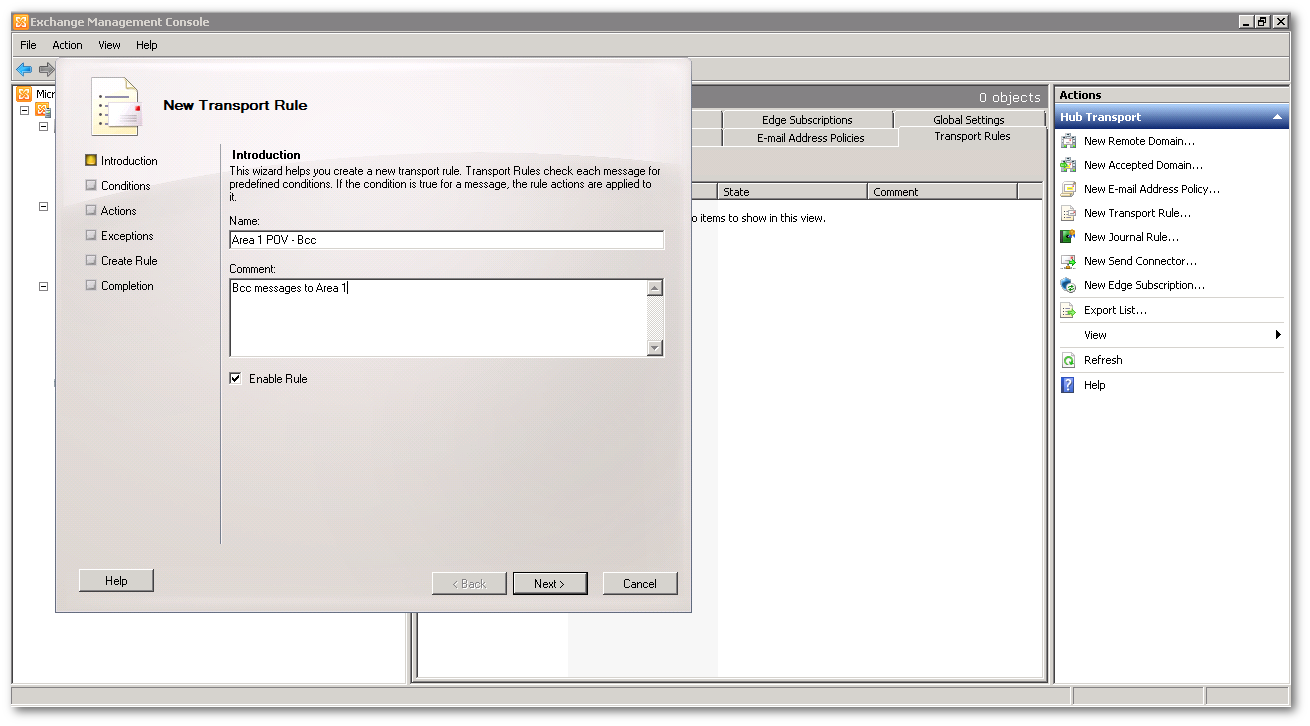 Exchange Management Console
File Action View Help
New Transport Rule
Introduction
Conditions
Actions
Exceptions
Create Rule
Completion
Introduction
This wizard helps you create a new transport rule. Transport Rules check each message for
predefined conditions. If the condition is true for a message, the rule actions are applied to
it.
Name:
Area 1 POV - Bcc
Comment:
Bcc messages to Area 1
Enable Rule
Help
< Back Next > Cancel
Micr
0 objects
Edge Subscriptions Global Settings
E-mail Address Policies Transport Rules
State Comment
o items to show in this view.
Actions
Hub Transport
New Remote Domain...
New Accepted Domain...
New E-mail Address Policy...
New Transport Rule...
New Journal Rule...
New Send Connector...
New Edge Subscription...
Export List...
View
Refresh
Help